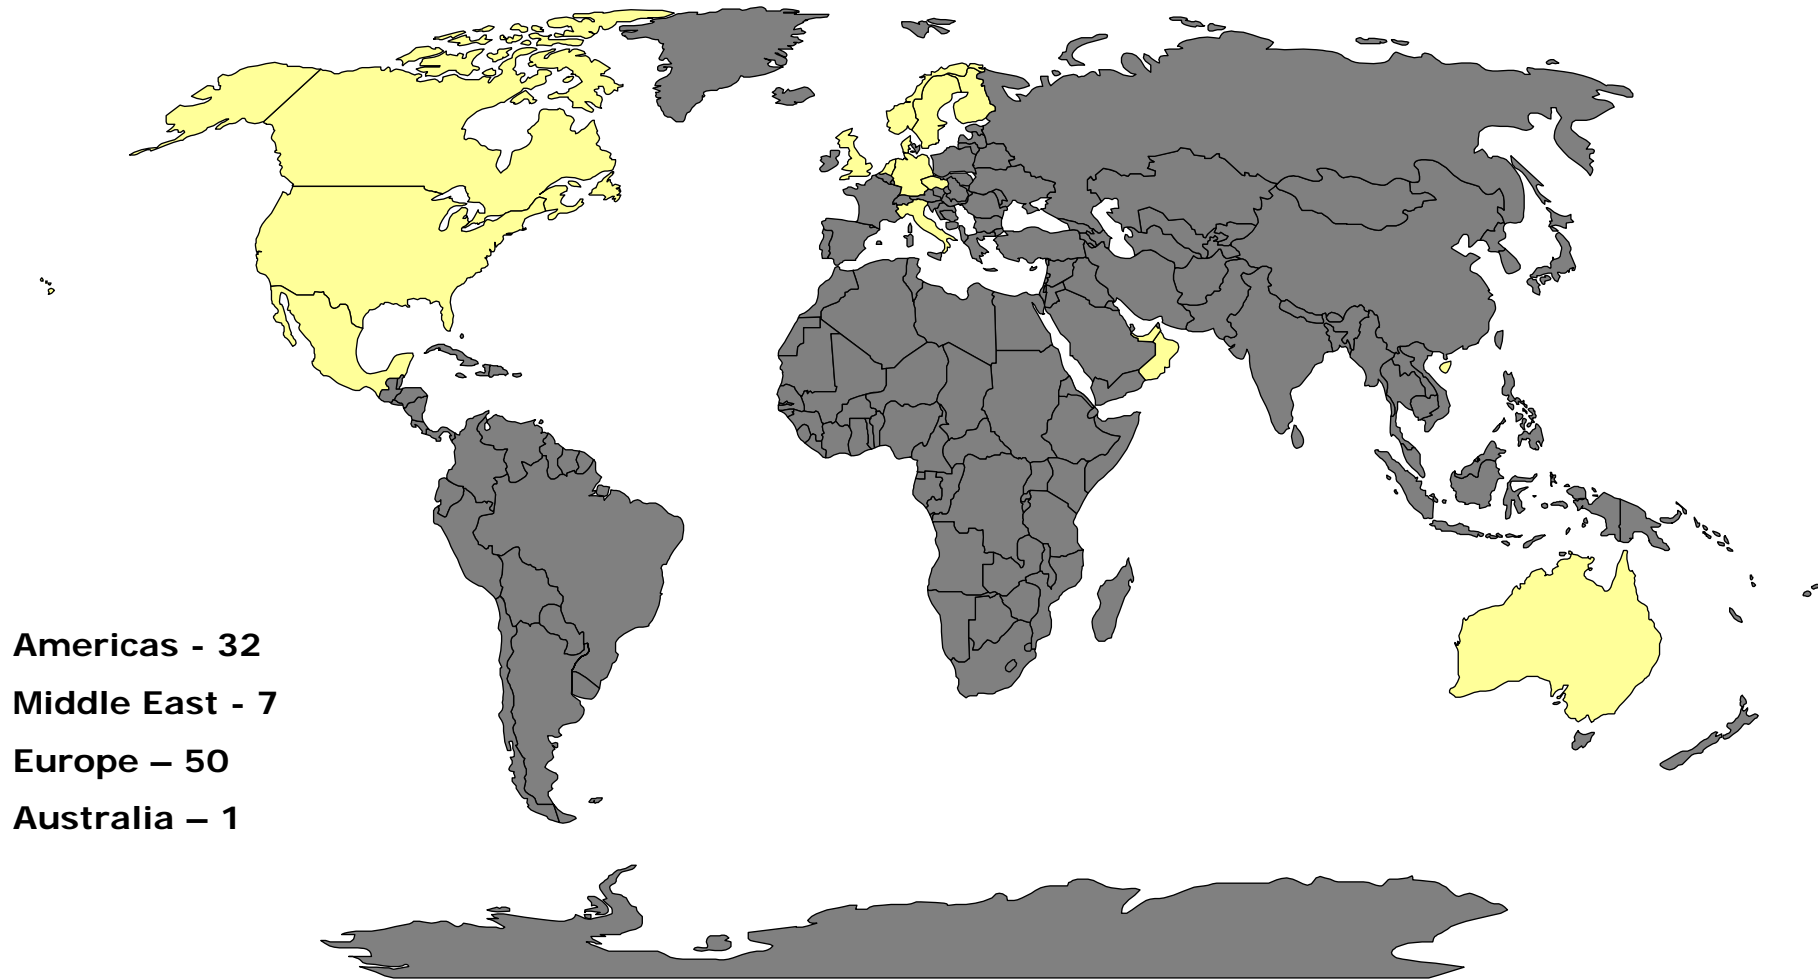 Americas - 32
Middle East - 7
Europe – 50
Australia – 1